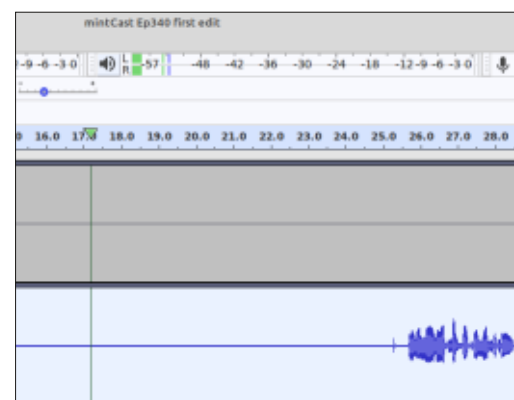 mintCast Ep340 first edit
-9 -6 -3 0 L R -57 -48 -42 -36 -30 -24 -18 -12 -9 -6 -3 0
- +
0 16.0 17.0 18.0 19.0 20.0 21.0 22.0 23.0 24.0 25.0 26.0 27.0 28.0